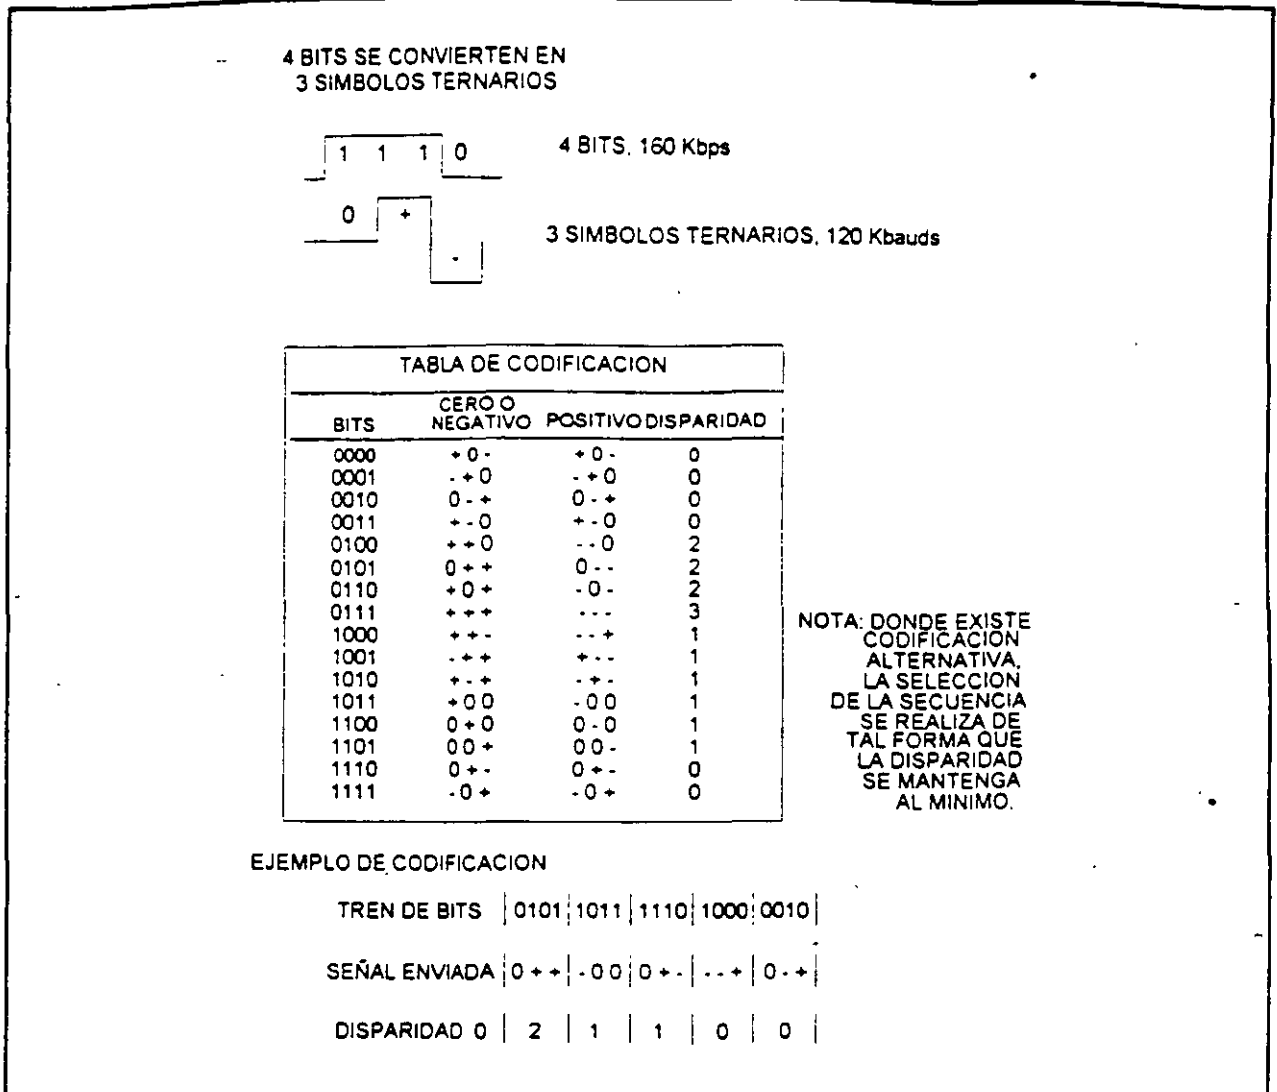 4 BITS SE CONVIERTEN EN
3 SIMBOLOS TERNARIOS
1 1 1 0
4 BITS, 160 Kbps
0 + -
3 SIMBOLOS TERNARIOS, 120 Kbauds
TABLA DE CODIFICACION
BITS CERO O NEGATIVO POSITIVO DISPARIDAD
0000 + 0 - + 0 - 0
0001 - + 0 - + 0 0
0010 0 - + 0 - + 0
0011 + - 0 + - 0 0
0100 + + 0 - - 0 2
0101 0 + + 0 - - 2
0110 + 0 + - 0 - 2
0111 + + + - - - 3
1000 + + - - - + 1
1001 - + + + - - 1
1010 + - + - + - 1
1011 + 0 0 - 0 0 1
1100 0 + 0 0 - 0 1
1101 0 0 + 0 0 - 1
1110 0 + - 0 + - 0
1111 - 0 + - 0 + 0
NOTA: DONDE EXISTE
CODIFICACION
ALTERNATIVA,
LA SELECCION
DE LA SECUENCIA
SE REALIZA DE
TAL FORMA QUE
LA DISPARIDAD
SE MANTENGA
AL MINIMO.
EJEMPLO DE CODIFICACION
TREN DE BITS 0101 1011 1110 1000 0010
SEÑAL ENVIADA 0 + + - 0 0 0 + - - - + 0 - +
DISPARIDAD 0 2 1 1 0 0